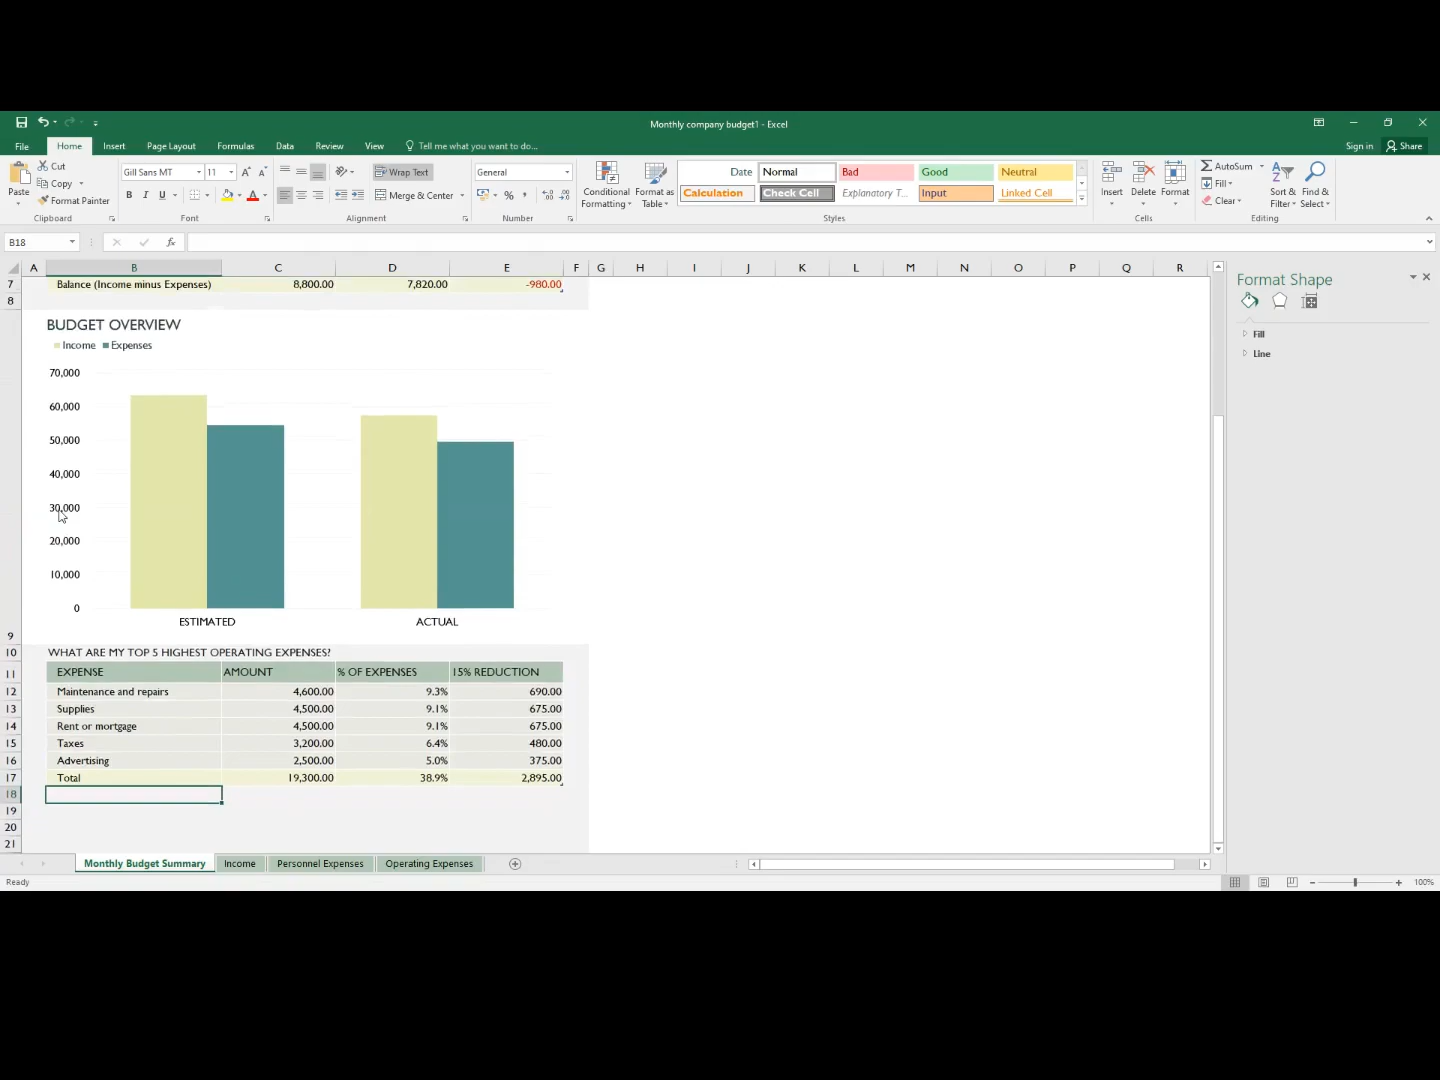 Monthly company budget1 - Excel
File Home Insert Page Layout Formulas Data Review View Tell me what you want to do... Sign in Share
Paste Cut Copy Format Painter Clipboard
Gill Sans MT 11 B I U Font
Wrap Text Merge & Center Alignment
General % , Number
Conditional Formatting Format as Table
Date Normal Bad Good Neutral
Calculation Check Cell Explanatory T... Input Linked Cell
Styles
Insert Delete Format Cells
AutoSum Fill Clear Sort & Filter Find & Select Editing
B18 fx
A B C D E F G H I J K L M N O P Q R
7 Balance (Income minus Expenses) 8,800.00 7,820.00 -980.00
8
BUDGET OVERVIEW
Income Expenses
70,000
60,000
50,000
40,000
30,000
20,000
10,000
0
ESTIMATED ACTUAL
9
10 WHAT ARE MY TOP 5 HIGHEST OPERATING EXPENSES?
11 EXPENSE AMOUNT % OF EXPENSES 15% REDUCTION
12 Maintenance and repairs 4,600.00 9.3% 690.00
13 Supplies 4,500.00 9.1% 675.00
14 Rent or mortgage 4,500.00 9.1% 675.00
15 Taxes 3,200.00 6.4% 480.00
16 Advertising 2,500.00 5.0% 375.00
17 Total 19,300.00 38.9% 2,895.00
18
19
20
21
Monthly Budget Summary Income Personnel Expenses Operating Expenses
Ready 100%
Format Shape
Fill
Line